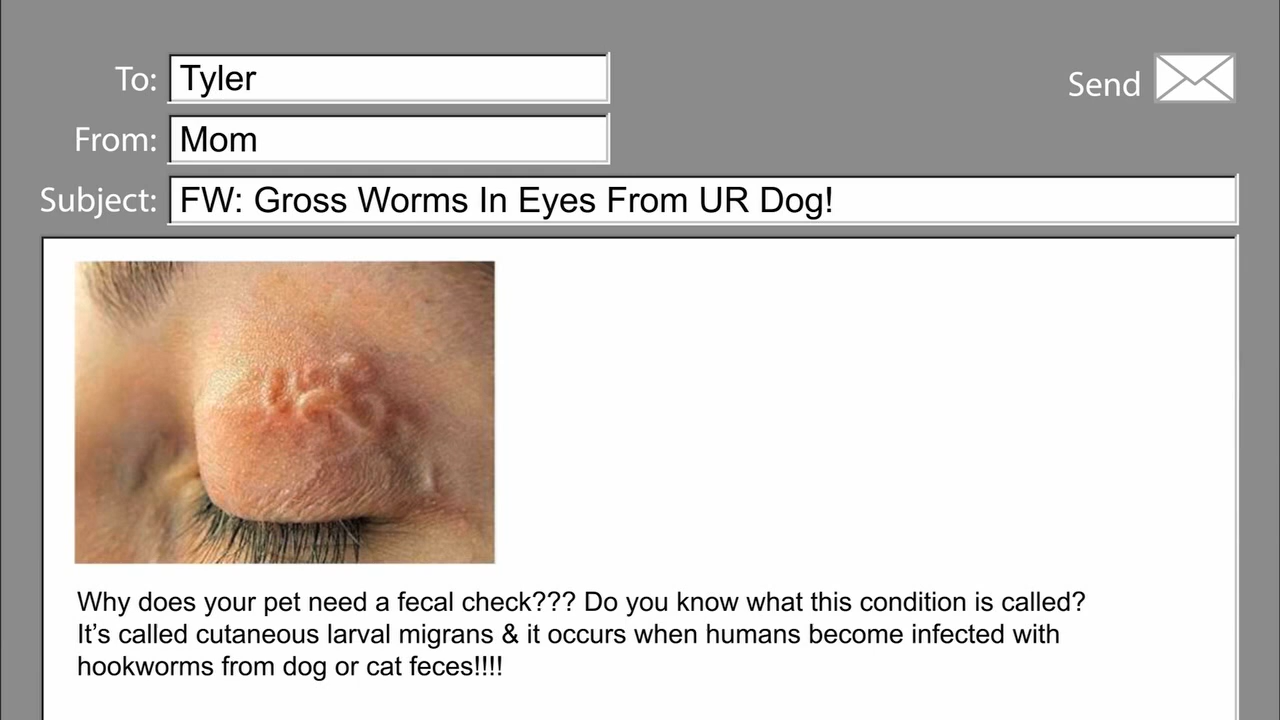 To: Tyler
Send
From: Mom
Subject: FW: Gross Worms In Eyes From UR Dog!
Why does your pet need a fecal check??? Do you know what this condition is called?
It’s called cutaneous larval migrans & it occurs when humans become infected with
hookworms from dog or cat feces!!!!